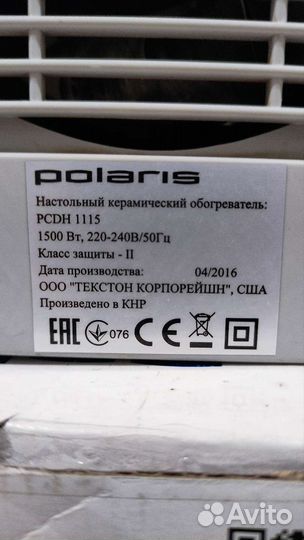 polaris
Настольный керамический обогреватель:
PCDH 1115
1500 Вт, 220-240В/50Гц
Класс защиты - II
Дата производства: 04/2016
ООО "ТЕКСТОН КОРПОРЕЙШН", США
Произведено в КНР
EAC 076 CE
Avito